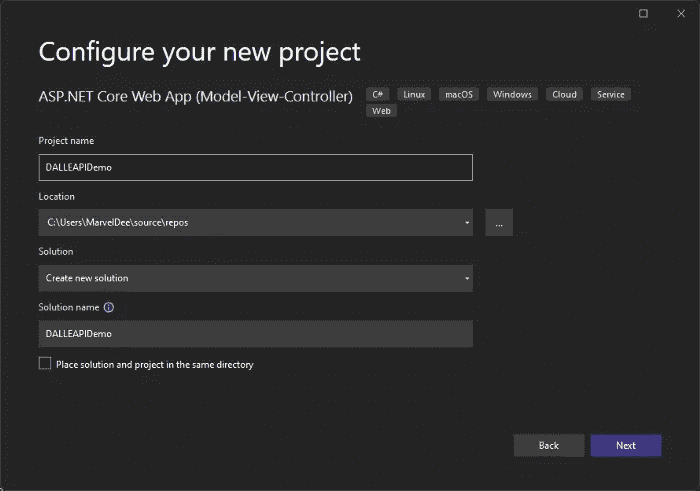 Configure your new project
ASP.NET Core Web App (Model-View-Controller) C# Linux macOS Windows Cloud Service
Web
Project name
DALLEAPIDemo
Location
C:\Users\MarvelDee\source\repos
...
Solution
Create new solution
Solution name
DALLEAPIDemo
Place solution and project in the same directory
Back Next